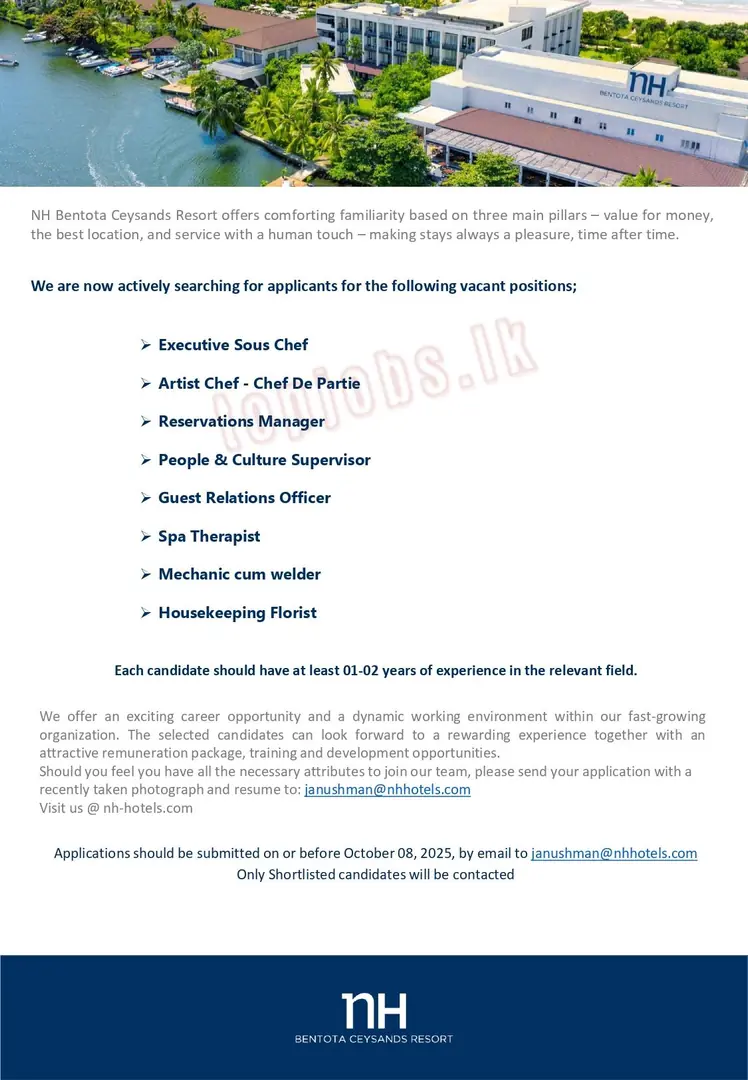 nH
BENTOTA CEYSANDS RESORT
NH Bentota Ceysands Resort offers comforting familiarity based on three main pillars – value for money,
the best location, and service with a human touch – making stays always a pleasure, time after time.
We are now actively searching for applicants for the following vacant positions;
topjobs.lk
➢ Executive Sous Chef
➢ Artist Chef - Chef De Partie
➢ Reservations Manager
➢ People & Culture Supervisor
➢ Guest Relations Officer
➢ Spa Therapist
➢ Mechanic cum welder
➢ Housekeeping Florist
Each candidate should have at least 01-02 years of experience in the relevant field.
We offer an exciting career opportunity and a dynamic working environment within our fast-growing
organization. The selected candidates can look forward to a rewarding experience together with an
attractive remuneration package, training and development opportunities.
Should you feel you have all the necessary attributes to join our team, please send your application with a
recently taken photograph and resume to: janushman@nhhotels.com
Visit us @ nh-hotels.com
Applications should be submitted on or before October 08, 2025, by email to janushman@nhhotels.com
Only Shortlisted candidates will be contacted
nH
BENTOTA CEYSANDS RESORT